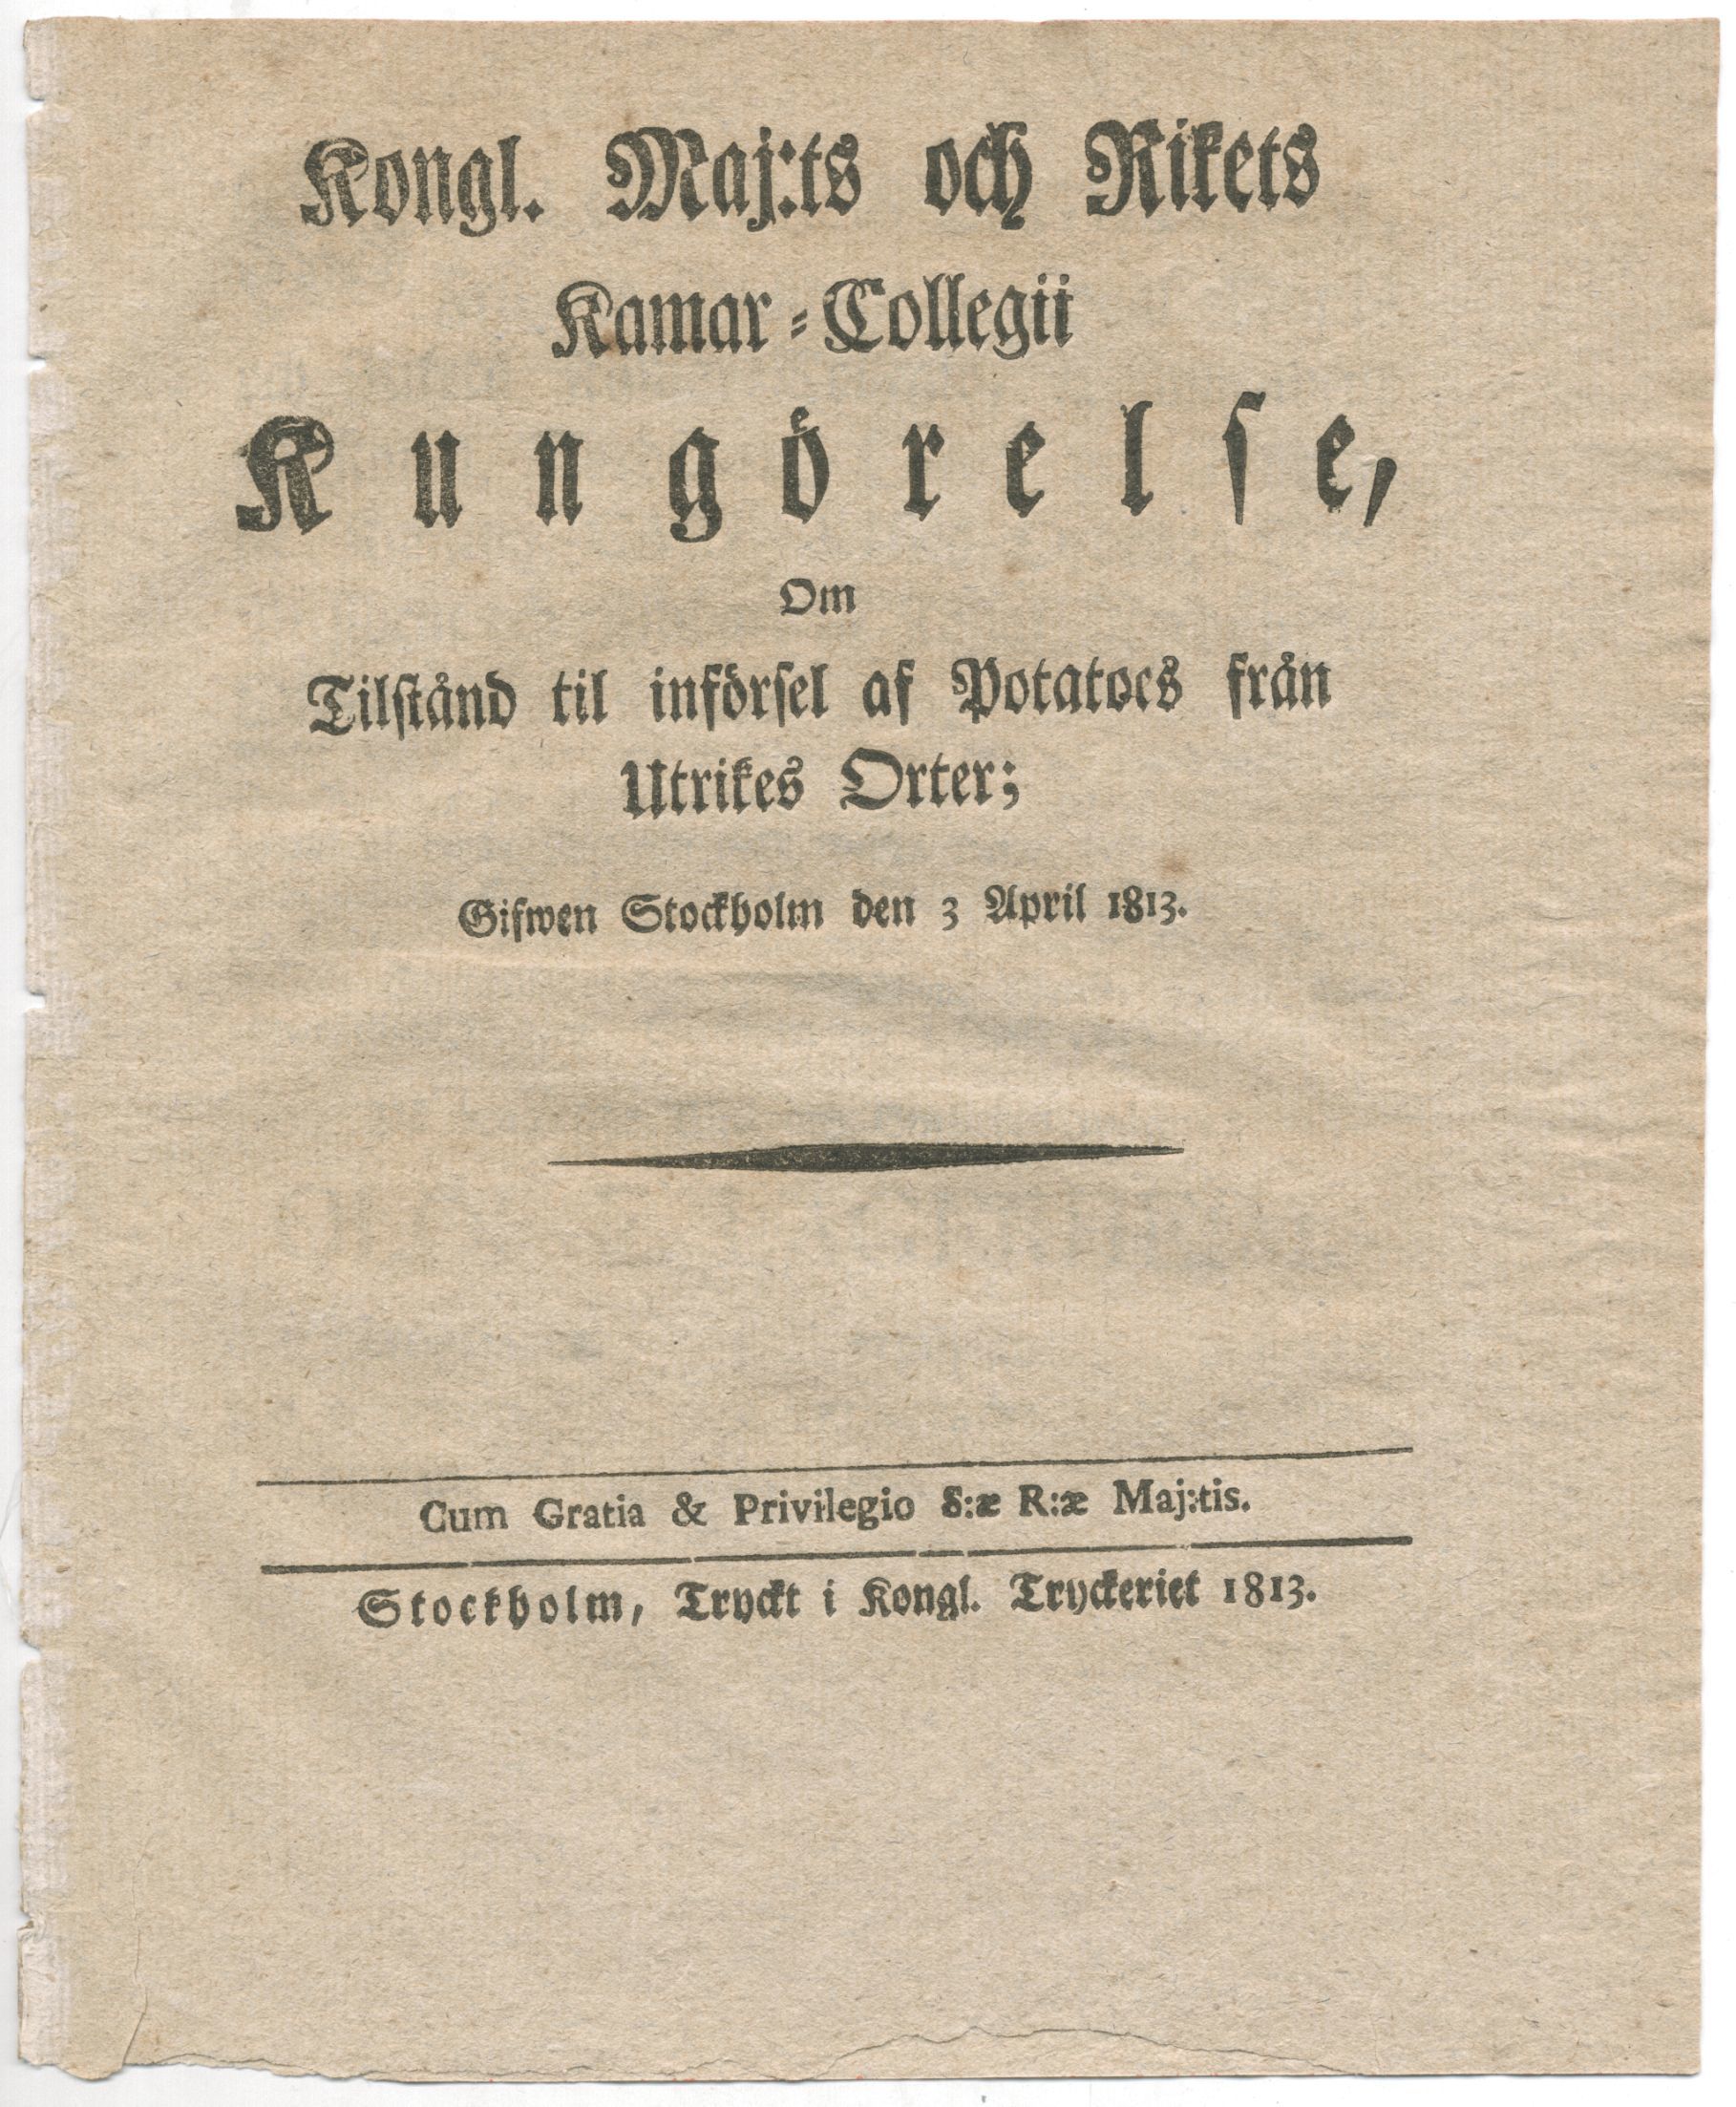 Kongl. Maj:ts och Rikets
Kamar=Collegii
Kungörelse,
Om
Tilstånd til införsel af Potatoes från
Utrikes Orter;
Gifwen Stockholm den 3 April 1813.
Cum Gratia & Privilegio S:æ R:æ Maj:tis.
Stockholm, Tryckt i Kongl. Tryckeriet 1813.